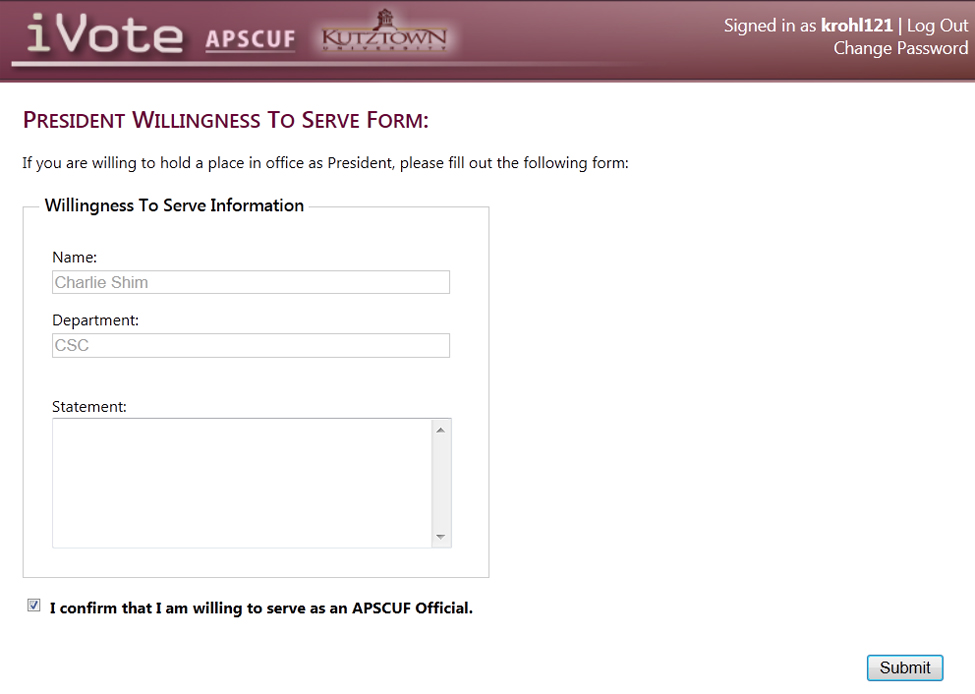 iVote APSCUF KUTZTOWN
UNIVERSITY
Signed in as krohl121 | Log Out
Change Password
PRESIDENT WILLINGNESS TO SERVE FORM:
If you are willing to hold a place in office as President, please fill out the following form:
Willingness To Serve Information
Name:
Charlie Shim
Department:
CSC
Statement:
I confirm that I am willing to serve as an APSCUF Official.
Submit